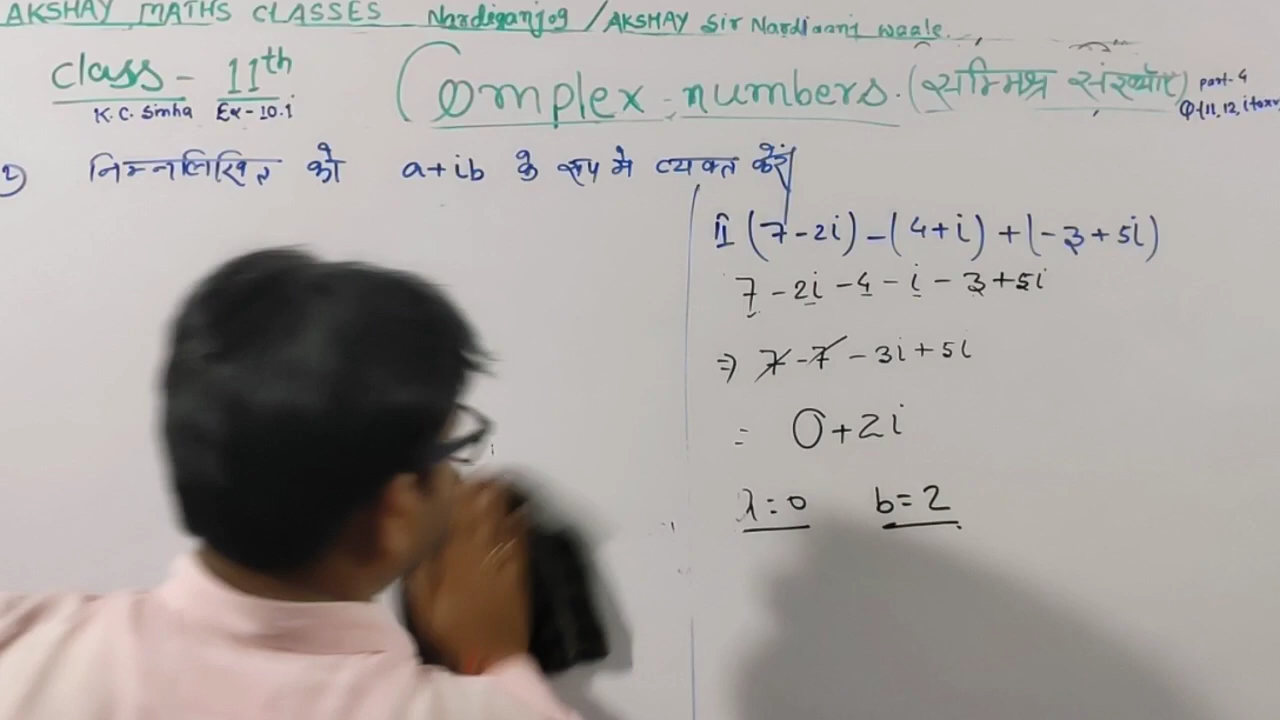 AKSHAY MATHS CLASSES Nardiganjog / AKSHAY Sir Nardiganj waale.
Class - 11th
K.C. Sinha Ex - 10.1
Complex numbers. (सम्मिश्र संख्याएँ) part-4
निम्नलिखित को a+ib के रूप मे व्यक्त करें
II (7-2i) - (4+i) + (-3+5i)
7 - 2i - 4 - i - 3 + 5i
⇒ 7 - 7 - 3i + 5i
= 0+2i
λ = 0 b = 2